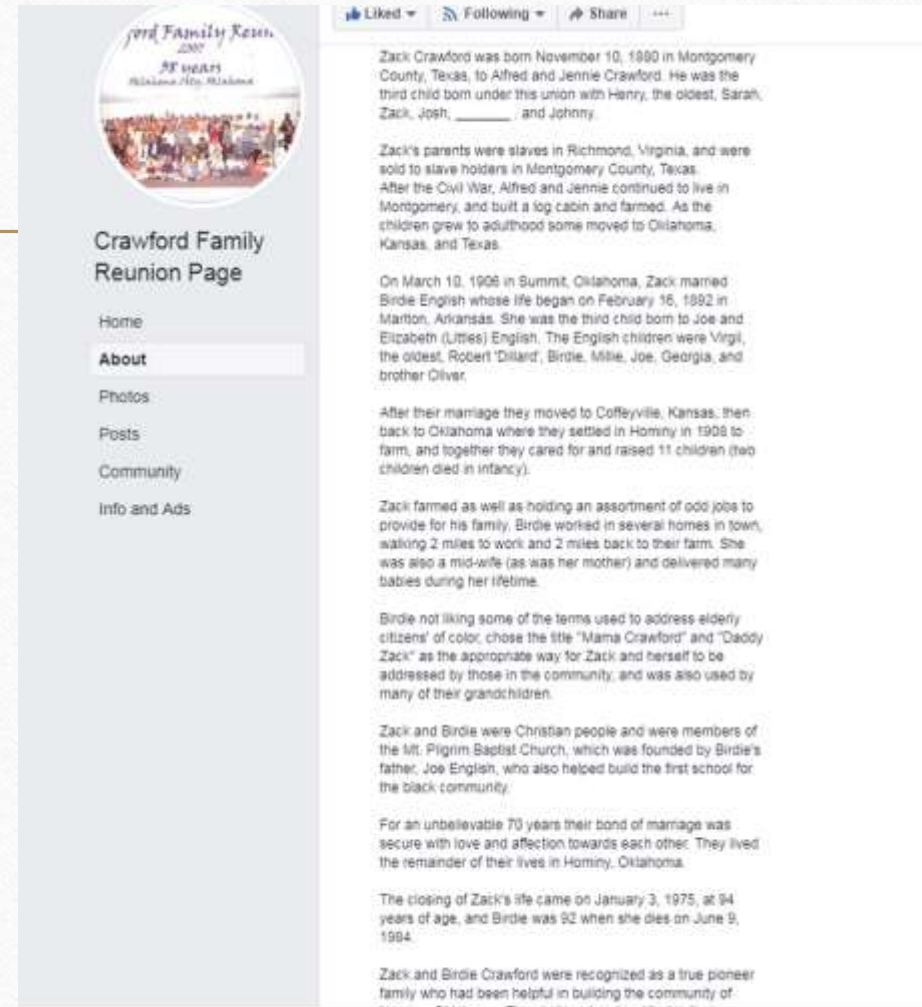 ford Family Reun
2007
98 years
Oklahoma City, Oklahoma
Crawford Family
Reunion Page
Home
About
Photos
Posts
Community
Info and Ads
Liked
Following
Share
Zack Crawford was born November 10, 1880 in Montgomery
County, Texas, to Alfred and Jennie Crawford. He was the
third child born under this union with Henry, the oldest, Sarah,
Zack, Josh, _______ , and Johnny.
Zack's parents were slaves in Richmond, Virginia, and were
sold to slave holders in Montgomery County, Texas.
After the Civil War, Alfred and Jennie continued to live in
Montgomery, and built a log cabin and farmed. As the
children grew to adulthood some moved to Oklahoma,
Kansas, and Texas.
On March 10, 1906 in Summit, Oklahoma, Zack married
Birdie English whose life began on February 16, 1892 in
Marlton, Arkansas. She was the third child born to Joe and
Elizabeth (Littles) English. The English children were Virgil,
the oldest, Robert 'Dillard', Birdie, Millie, Joe, Georgia, and
brother Oliver.
After their marriage they moved to Coffeyville, Kansas, then
back to Oklahoma where they settled in Hominy in 1908 to
farm, and together they cared for and raised 11 children (two
children died in infancy).
Zack farmed as well as holding an assortment of odd jobs to
provide for his family. Birdie worked in several homes in town,
walking 2 miles to work and 2 miles back to their farm. She
was also a mid-wife (as was her mother) and delivered many
babies during her lifetime.
Birdie not liking some of the terms used to address elderly
citizens' of color, chose the title "Mama Crawford" and "Daddy
Zack" as the appropriate way for Zack and herself to be
addressed by those in the community, and was also used by
many of their grandchildren.
Zack and Birdie were Christian people and were members of
the Mt. Pilgrim Baptist Church, which was founded by Birdie's
father, Joe English, who also helped build the first school for
the black community.
For an unbelievable 70 years their bond of marriage was
secure with love and affection towards each other. They lived
the remainder of their lives in Hominy, Oklahoma.
The closing of Zack's life came on January 3, 1975, at 94
years of age, and Birdie was 92 when she dies on June 9,
1984.
Zack and Birdie Crawford were recognized as a true pioneer
family who had been helpful in building the community of